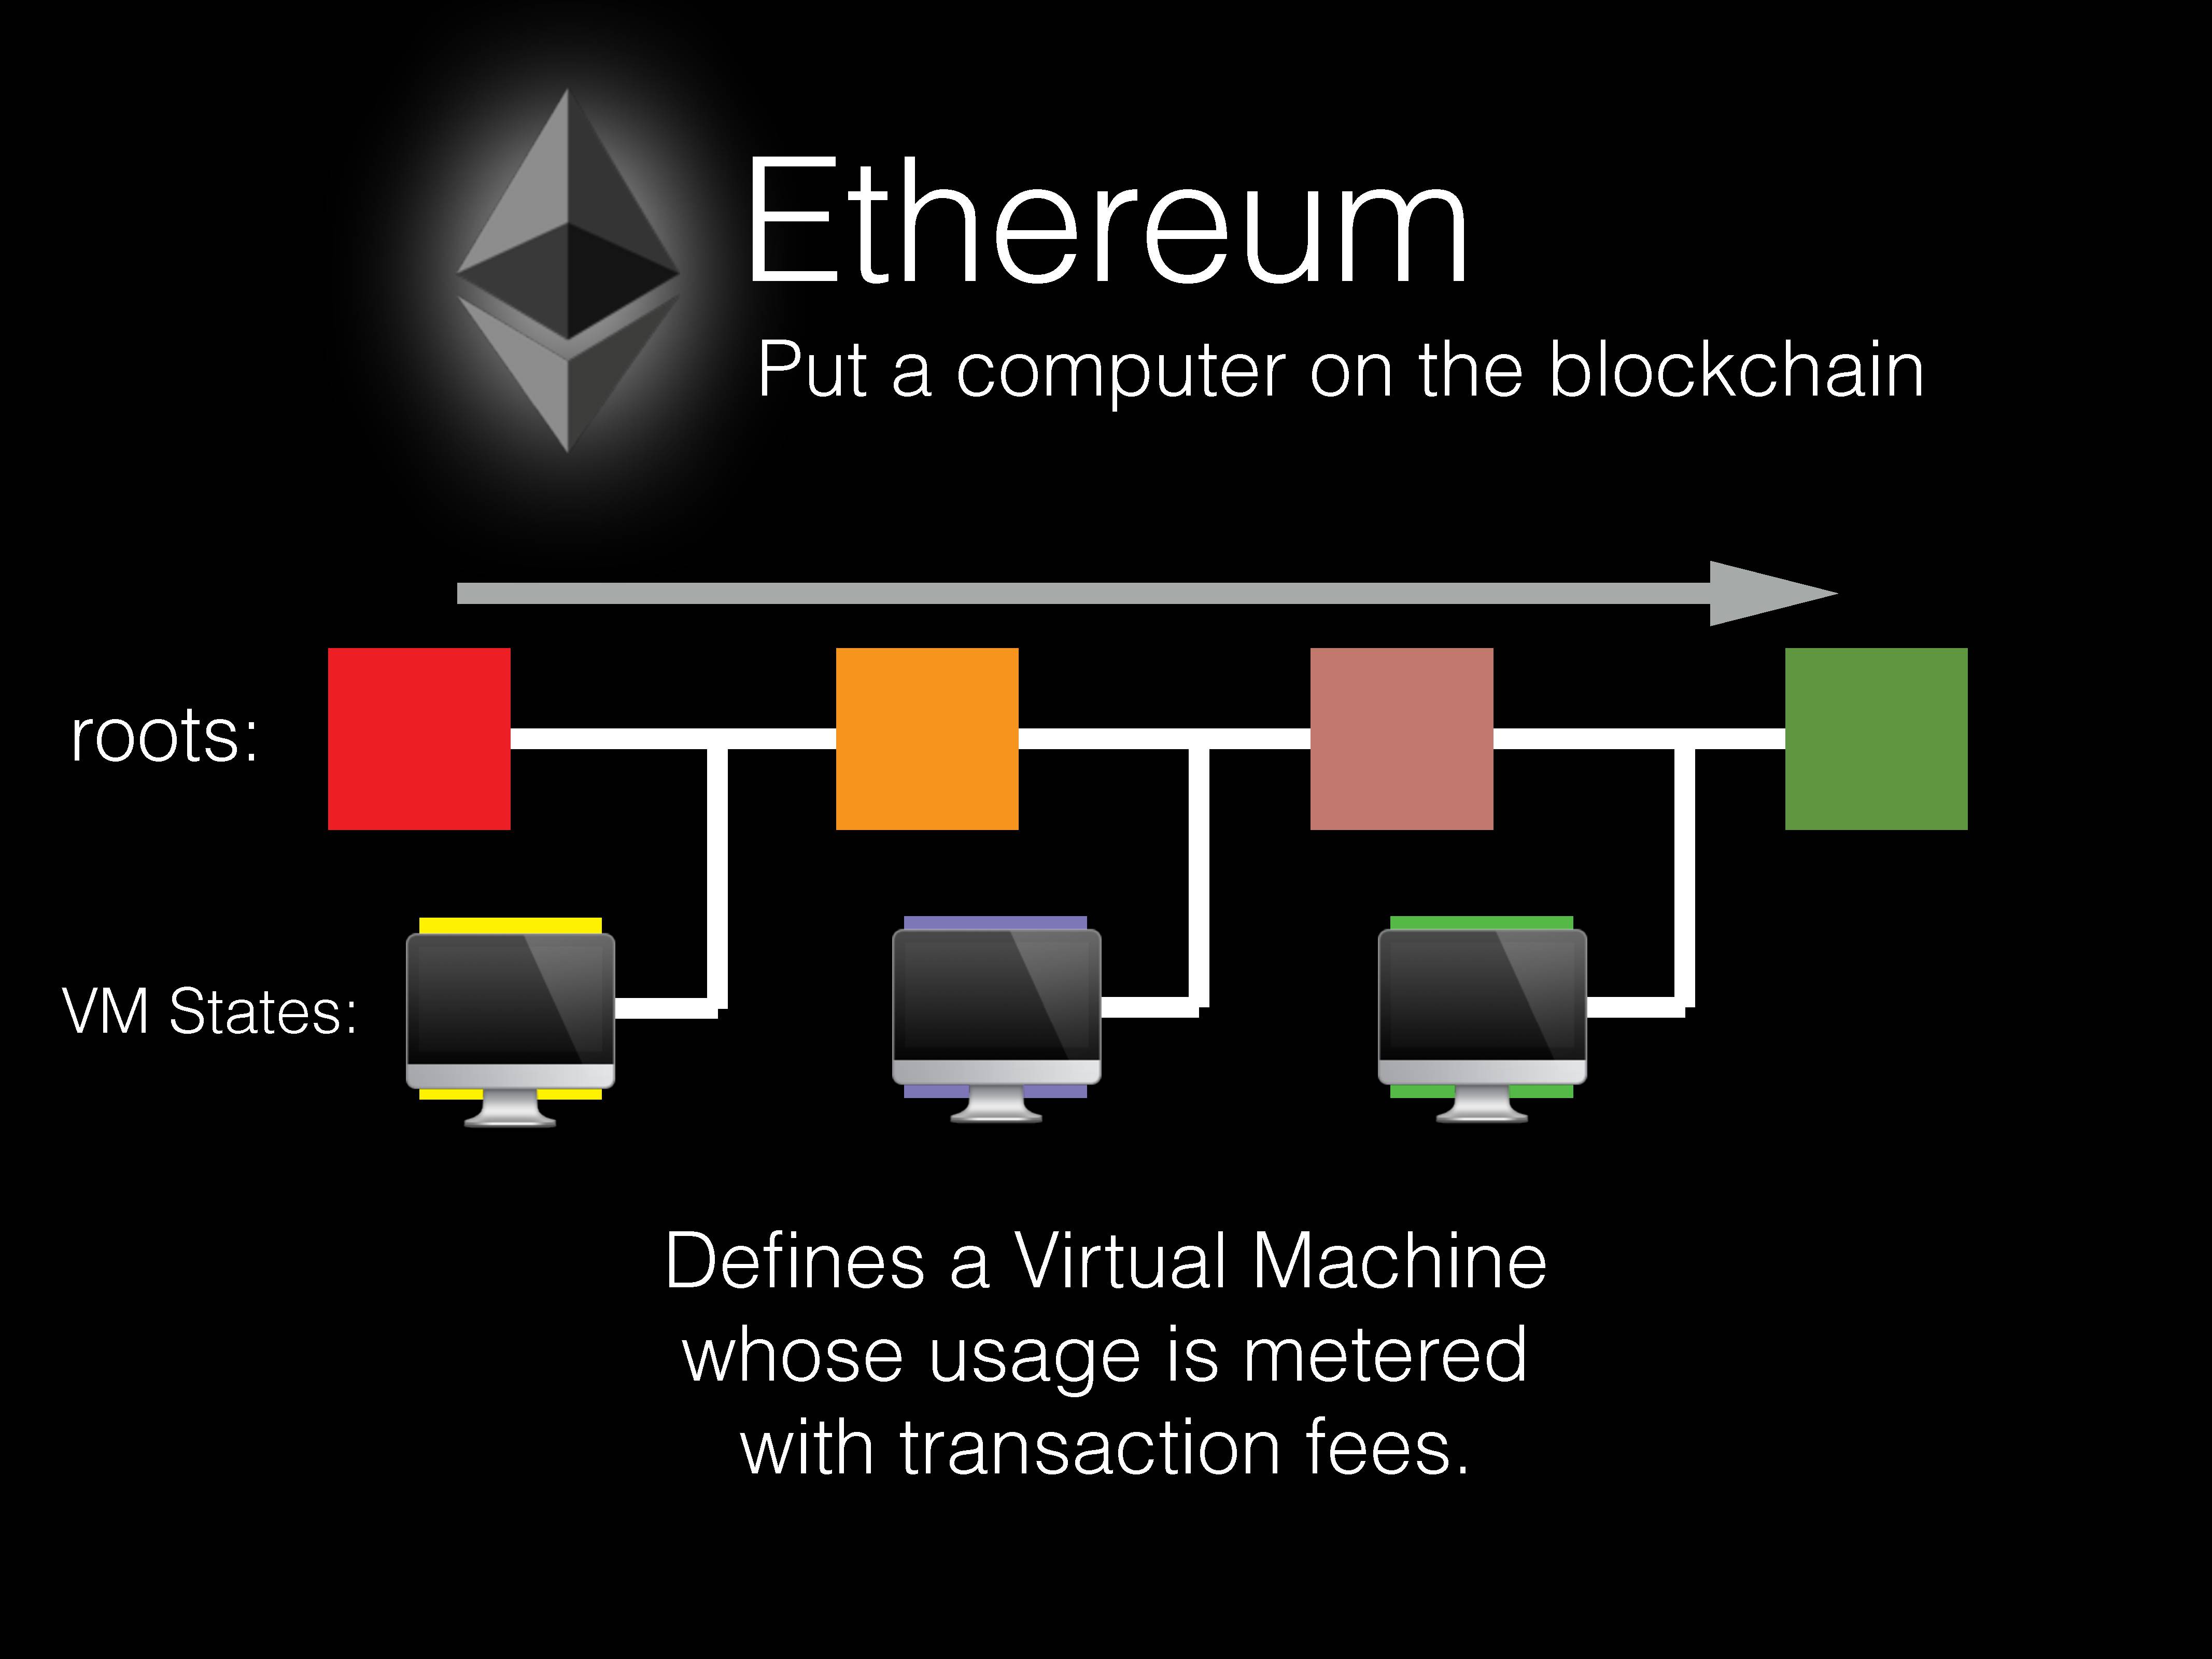 Ethereum
Put a computer on the blockchain
roots:
VM States:
Defines a Virtual Machine
whose usage is metered
with transaction fees.